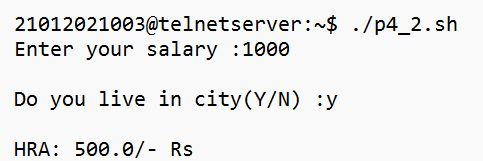 21012021003@telnetserver:~$ ./p4_2.sh
Enter your salary :1000
Do you live in city(Y/N) :y
HRA: 500.0/- Rs